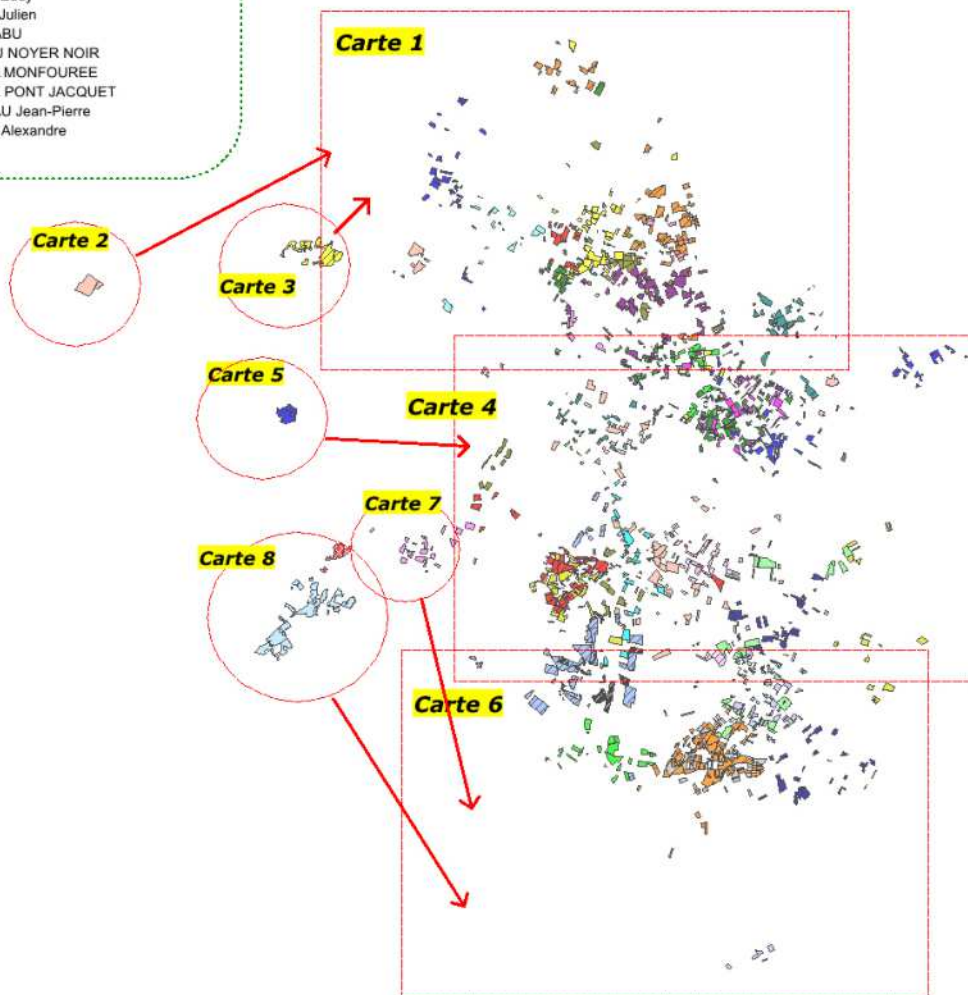 Julien
ABU
NOYER NOIR
MONFOUREE
PONT JACQUET
AU Jean-Pierre
Alexandre
Carte 1
Carte 2
Carte 3
Carte 5
Carte 4
Carte 7
Carte 8
Carte 6